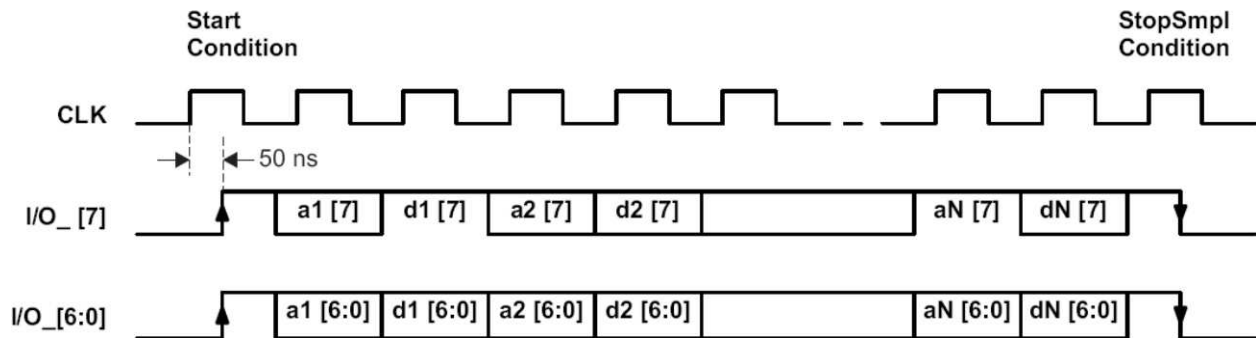 Start
Condition
StopSmpl
Condition
CLK
50 ns
I/O_ [7]
a1 [7] d1 [7] a2 [7] d2 [7] aN [7] dN [7]
I/O_[6:0]
a1 [6:0] d1 [6:0] a2 [6:0] d2 [6:0] aN [6:0] dN [6:0]